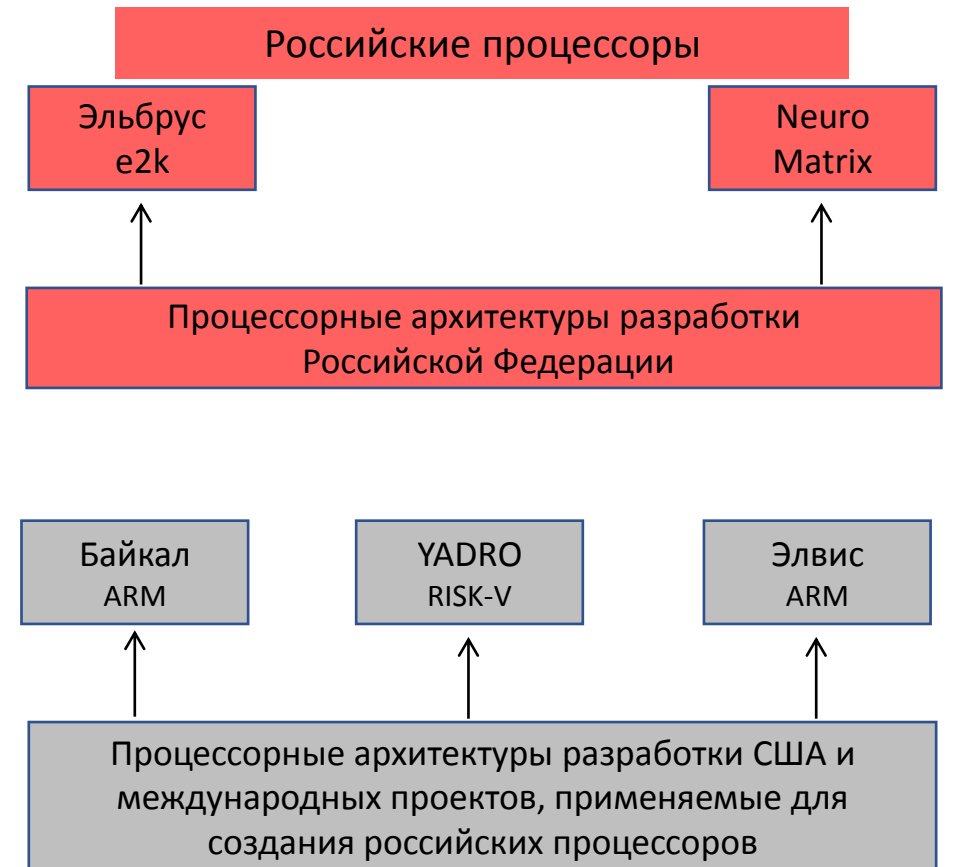 Российские процессоры
Эльбрус
e2k
Neuro
Matrix
Процессорные архитектуры разработки
Российской Федерации
Байкал
ARM
YADRO
RISK-V
Элвис
ARM
Процессорные архитектуры разработки США и
международных проектов, применяемые для
создания российских процессоров